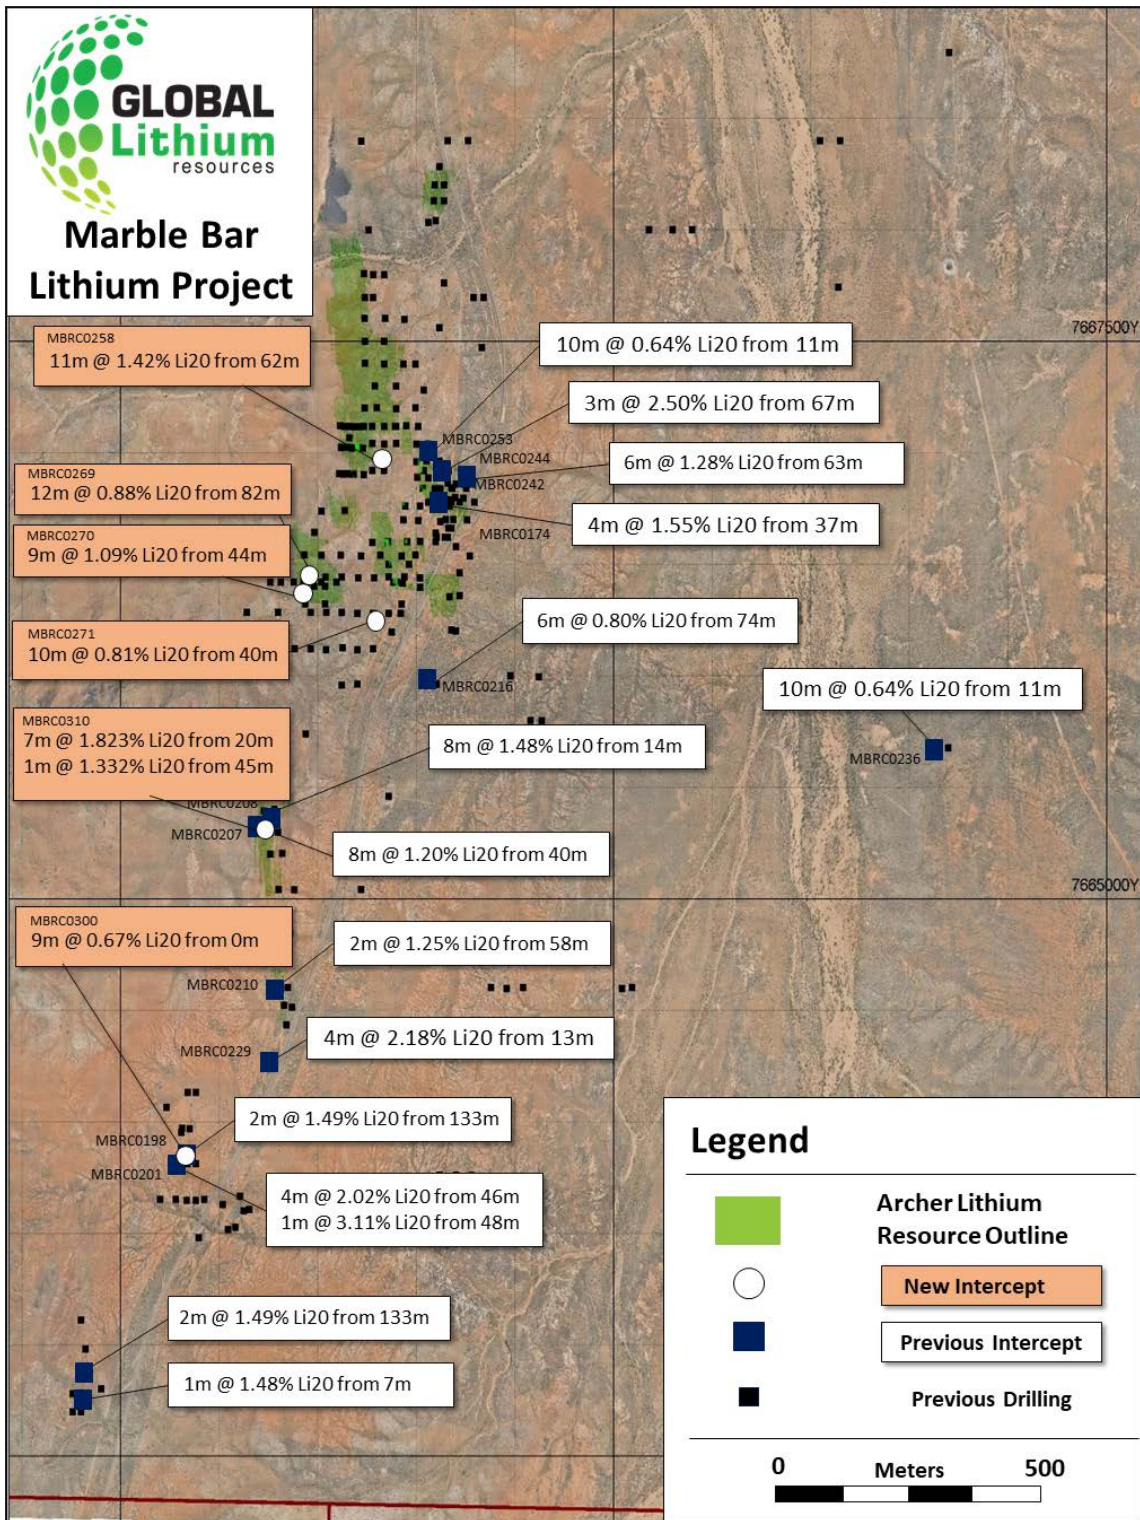 GLOBAL
Lithium
resources
Marble Bar
Lithium Project
7667500Y
MBRC0258
11m @ 1.42% Li20 from 62m
10m @ 0.64% Li20 from 11m
3m @ 2.50% Li20 from 67m
MBRC0253
MBRC0244
6m @ 1.28% Li20 from 63m
MBRC0242
MBRC0269
12m @ 0.88% Li20 from 82m
4m @ 1.55% Li20 from 37m
MBRC0174
MBRC0270
9m @ 1.09% Li20 from 44m
6m @ 0.80% Li20 from 74m
MBRC0271
10m @ 0.81% Li20 from 40m
MBRC0216
10m @ 0.64% Li20 from 11m
MBRC0236
MBRC0310
7m @ 1.823% Li20 from 20m
1m @ 1.332% Li20 from 45m
8m @ 1.48% Li20 from 14m
MBRC0208
MBRC0207
8m @ 1.20% Li20 from 40m
7665000Y
MBRC0300
9m @ 0.67% Li20 from 0m
2m @ 1.25% Li20 from 58m
MBRC0210
4m @ 2.18% Li20 from 13m
MBRC0229
2m @ 1.49% Li20 from 133m
MBRC0198
MBRC0201
4m @ 2.02% Li20 from 46m
1m @ 3.11% Li20 from 48m
2m @ 1.49% Li20 from 133m
1m @ 1.48% Li20 from 7m
Legend
Archer Lithium
Resource Outline
New Intercept
Previous Intercept
Previous Drilling
0 Meters 500